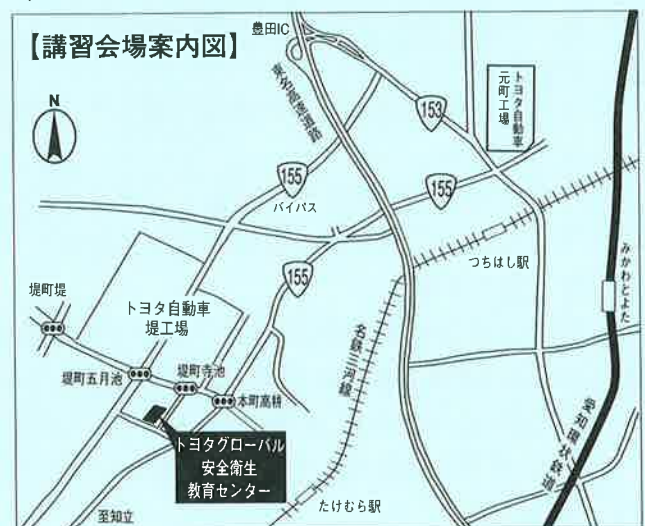 【講習会場案内図】
豊田IC
東名高速道路
N
153
トヨタ自動車
元町工場
155
バイパス
155
155
つちはし駅
みかわとよた
堤町堤
トヨタ自動車
堤工場
名鉄三河線
堤町五月池
堤町寺池
本町高耕
愛知環状鉄道
トヨタグローバル
安全衛生
教育センター
たけむら駅
至知立